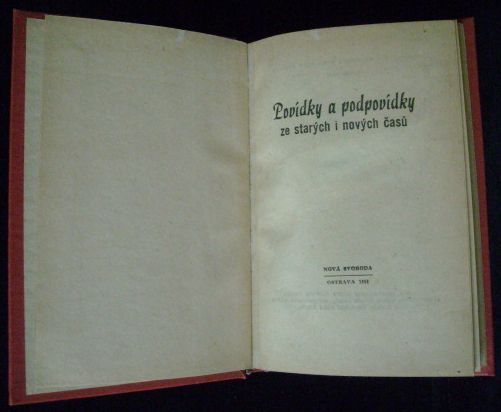 Povídky a podpovídky
ze starých i nových časů
NOVÁ SVOBODA
OSTRAVA